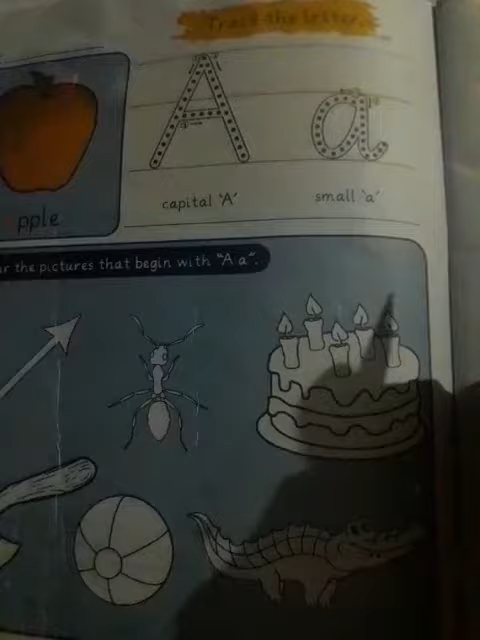 Trace the letter.
A a
capital 'A' small 'a'
pple
r the pictures that begin with "A a".